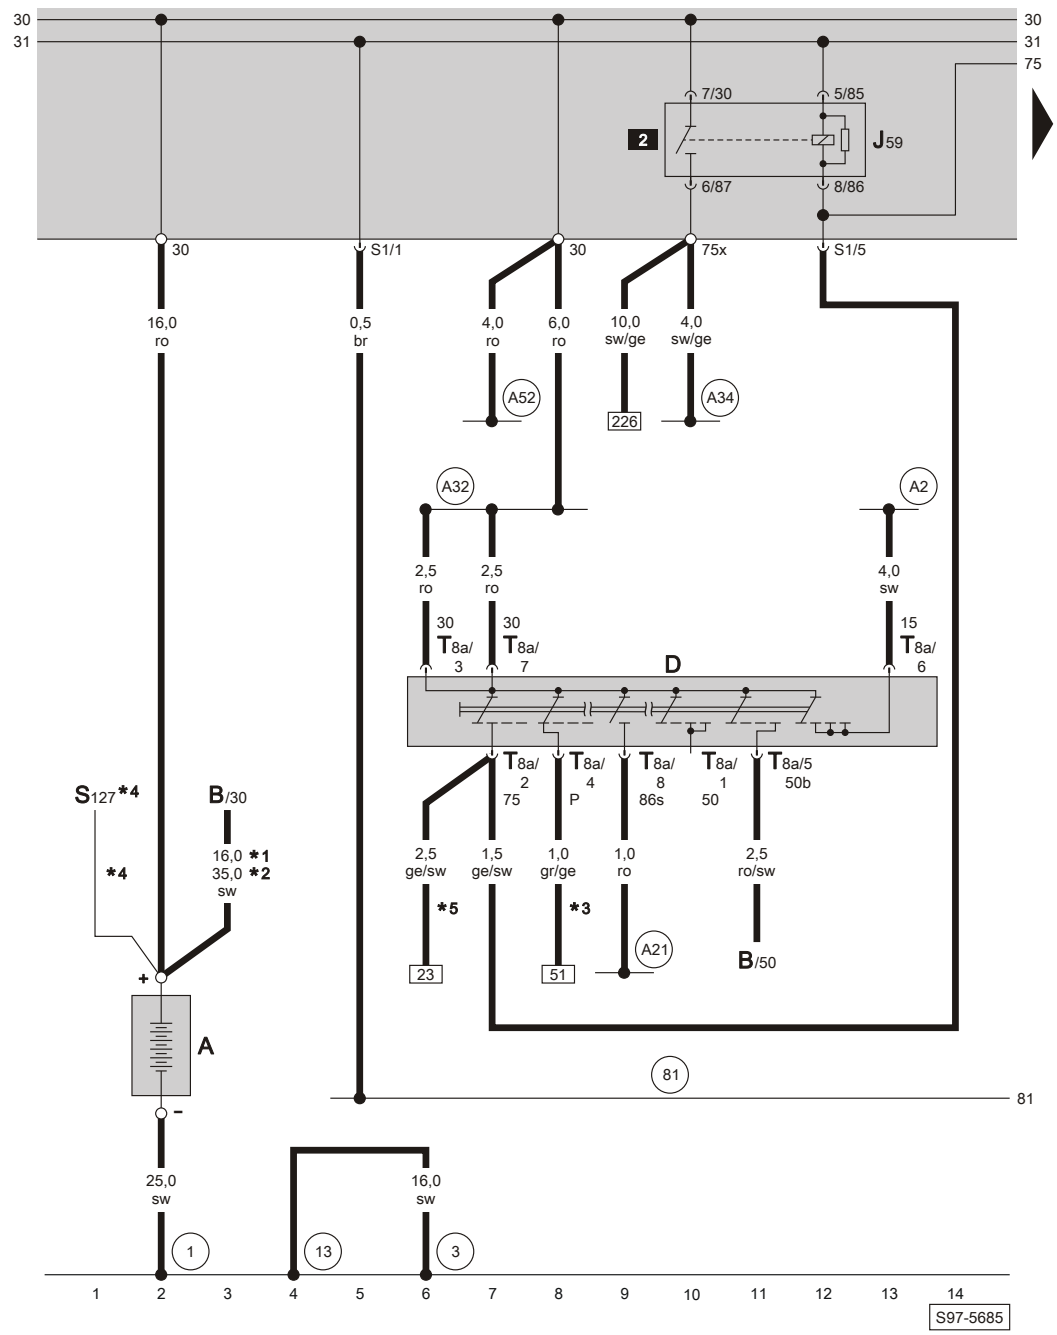 30 30
31 31
75
7/30 5/85
2 J59
6/87 8/86
30 S1/1 30 75x S1/5
16,0 0,5 4,0 6,0 10,0 4,0
ro br ro ro sw/ge sw/ge
A52 226 A34
A32 A2
2,5 2,5 4,0
ro ro sw
30 30 15
T8a/ T8a/ T8a/
3 7 D 6
T8a/ T8a/ T8a/ T8a/ T8a/5
2 4 8 1 50b
75 P 86s 50
S127 *4 B/30
2,5 1,5 1,0 1,0 2,5
ge/sw ge/sw gr/ge ro ro/sw
16,0 *1
*4 35,0 *2
sw
*5 *3
A21
23 51 B/50
+
A
81
81
–
25,0 16,0
sw sw
1 13 3
1 2 3 4 5 6 7 8 9 10 11 12 13 14
S97-5685